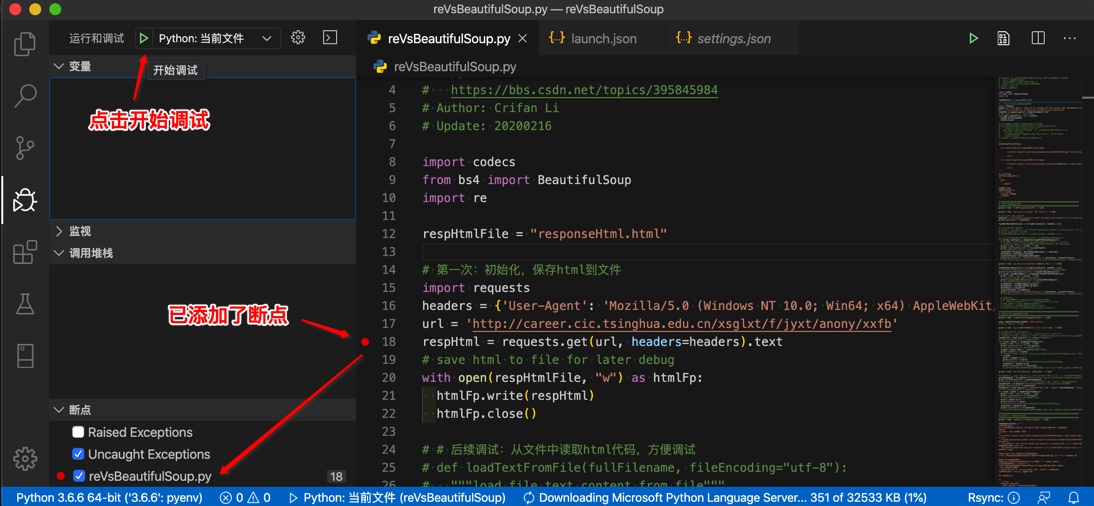 reVsBeautifulSoup.py — reVsBeautifulSoup
运行和调试
Python: 当前文件
开始调试
变量
点击开始调试
监视
调用堆栈
已添加了断点
断点
Raised Exceptions
Uncaught Exceptions
reVsBeautifulSoup.py 18
reVsBeautifulSoup.py
{..} launch.json
{..} settings.json
reVsBeautifulSoup.py
4 #   https://bbs.csdn.net/topics/395845984
5 # Author: Crifan Li
6 # Update: 20200216
7
8 import codecs
9 from bs4 import BeautifulSoup
10 import re
11
12 respHtmlFile = "responseHtml.html"
13
14 # 第一次：初始化，保存html到文件
15 import requests
16 headers = {'User-Agent': 'Mozilla/5.0 (Windows NT 10.0; Win64; x64) AppleWebKit
17 url = 'http://career.cic.tsinghua.edu.cn/xsglxt/f/jyxt/anony/xxfb'
18 respHtml = requests.get(url, headers=headers).text
19 # save html to file for later debug
20 with open(respHtmlFile, "w") as htmlFp:
21   htmlFp.write(respHtml)
22   htmlFp.close()
23
24 # # 后续调试：从文件中读取html代码，方便调试
25 # def loadTextFromFile(fullFilename, fileEncoding="utf-8"):
26 #   """load file text content from file"""
Python 3.6.6 64-bit ('3.6.6': pyenv) 0 0 Python: 当前文件 (reVsBeautifulSoup) Downloading Microsoft Python Language Server... 351 of 32533 KB (1%) Rsync: